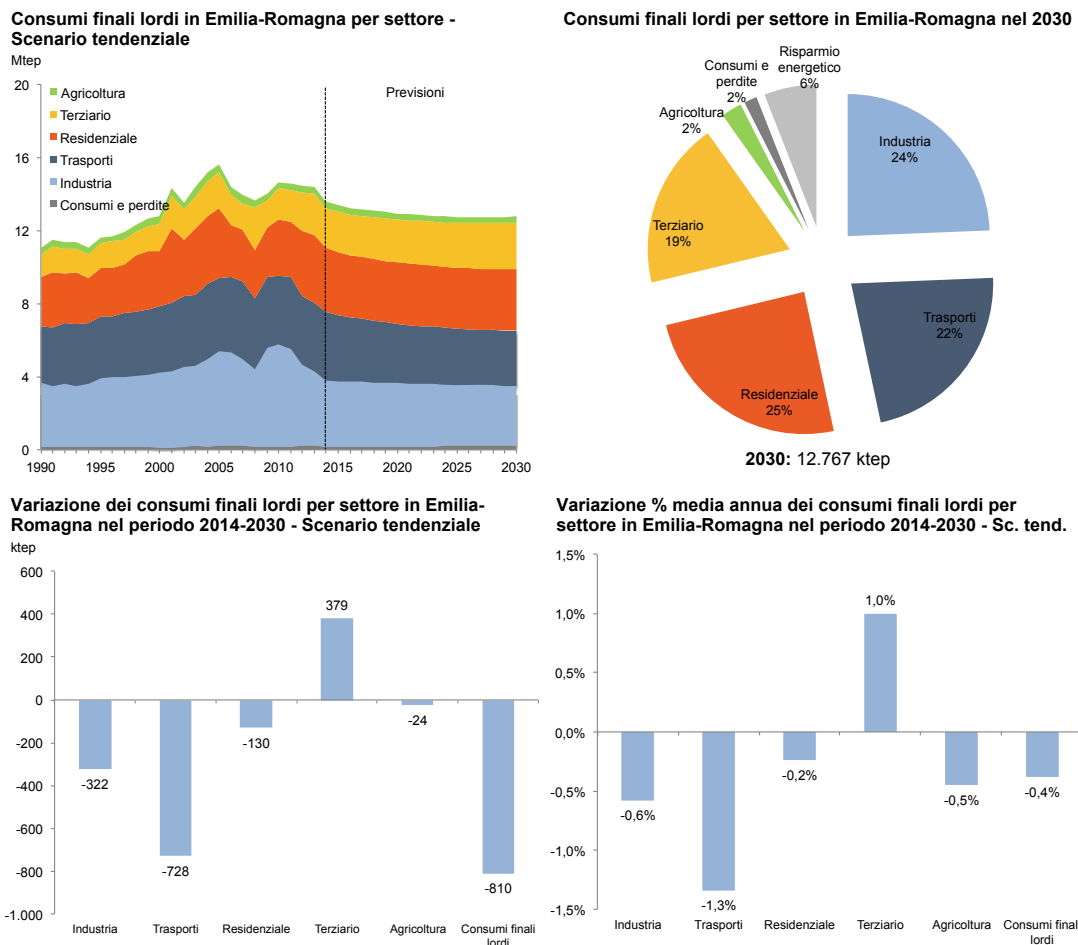 Consumi finali lordi in Emilia-Romagna per settore -
Scenario tendenziale
Mtep
20
16
12
8
4
0
Agricoltura
Terziario
Residenziale
Trasporti
Industria
Consumi e perdite
Previsioni
1990 1995 2000 2005 2010 2015 2020 2025 2030
Consumi finali lordi per settore in Emilia-Romagna nel 2030
Risparmio
energetico
6%
Consumi e
perdite
2%
Agricoltura
2%
Industria
24%
Terziario
19%
Trasporti
22%
Residenziale
25%
2030: 12.767 ktep
Variazione dei consumi finali lordi per settore in Emilia-
Romagna nel periodo 2014-2030 - Scenario tendenziale
ktep
600
400
200
0
-200
-400
-600
-800
-1.000
-322
-728
-130
379
-24
-810
Industria Trasporti Residenziale Terziario Agricoltura Consumi finali
lordi
Variazione % media annua dei consumi finali lordi per
settore in Emilia-Romagna nel periodo 2014-2030 - Sc. tend.
1,5%
1,0%
0,5%
0,0%
-0,5%
-1,0%
-1,5%
-0,6%
-1,3%
-0,2%
1,0%
-0,5%
-0,4%
Industria Trasporti Residenziale Terziario Agricoltura Consumi final
lordi